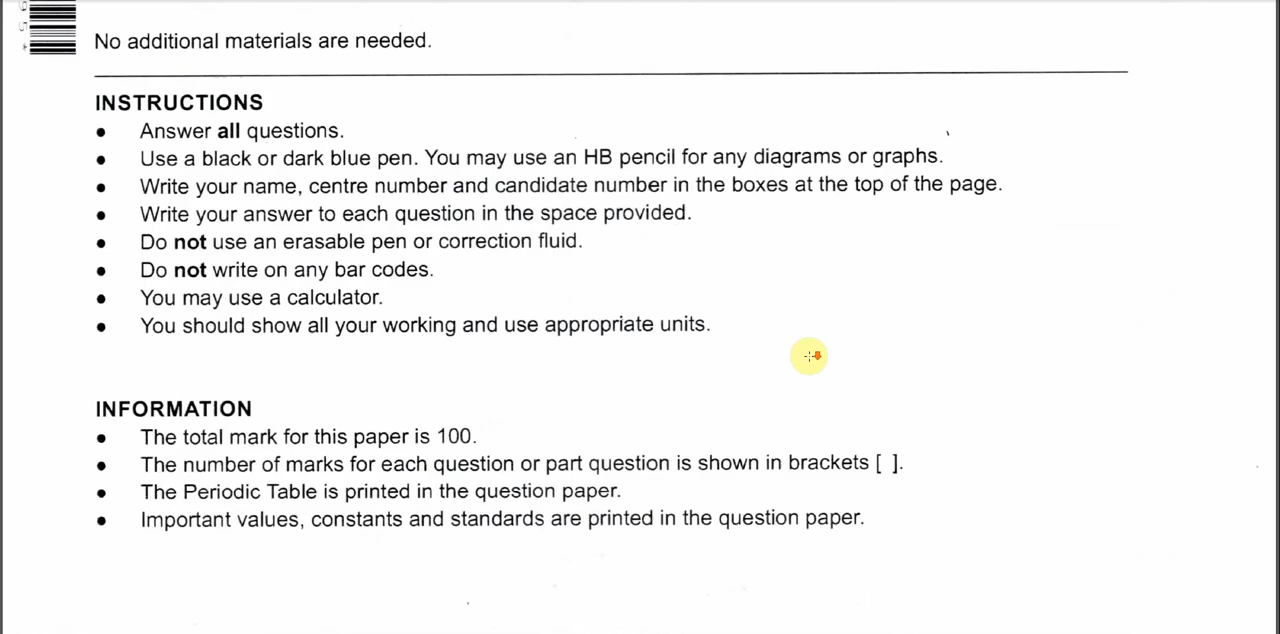 No additional materials are needed.
INSTRUCTIONS
• Answer all questions.
• Use a black or dark blue pen. You may use an HB pencil for any diagrams or graphs.
• Write your name, centre number and candidate number in the boxes at the top of the page.
• Write your answer to each question in the space provided.
• Do not use an erasable pen or correction fluid.
• Do not write on any bar codes.
• You may use a calculator.
• You should show all your working and use appropriate units.
INFORMATION
• The total mark for this paper is 100.
• The number of marks for each question or part question is shown in brackets [ ].
• The Periodic Table is printed in the question paper.
• Important values, constants and standards are printed in the question paper.